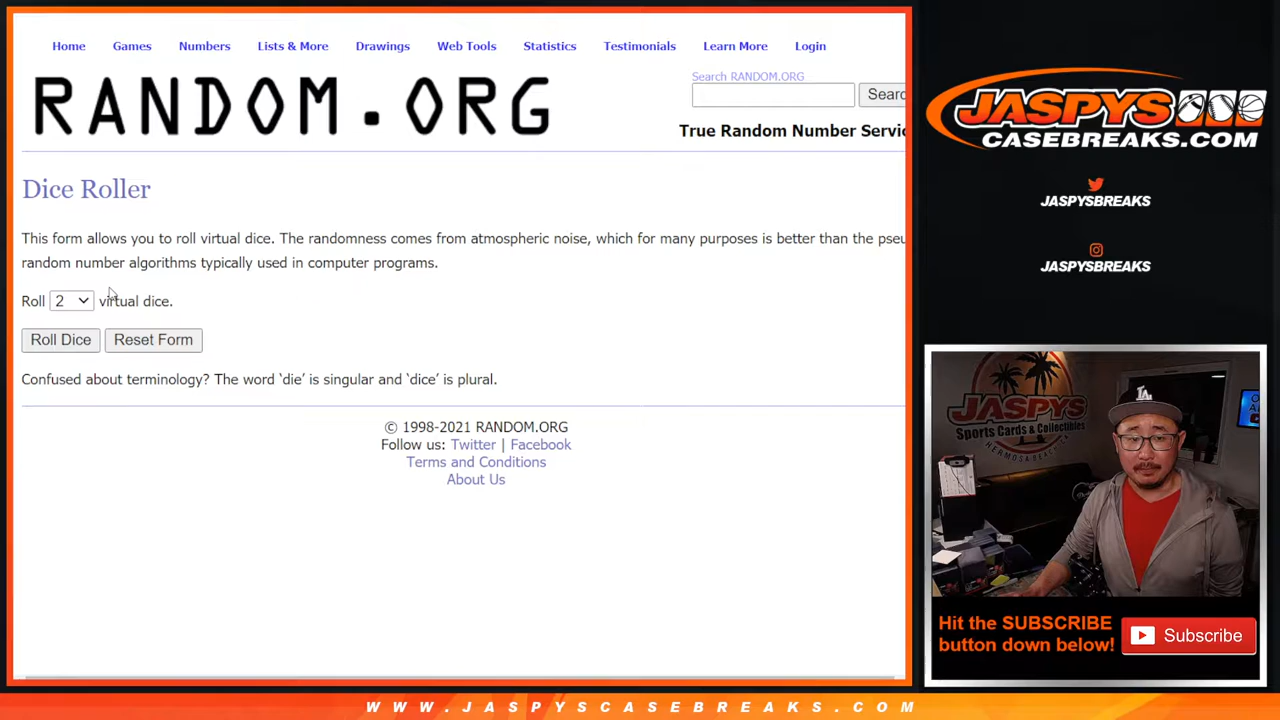 Home Games Numbers Lists & More Drawings Web Tools Statistics Testimonials Learn More Login
RANDOM.ORG
Search RANDOM.ORG
Searc
True Random Number Servic
Dice Roller
This form allows you to roll virtual dice. The randomness comes from atmospheric noise, which for many purposes is better than the pseu
random number algorithms typically used in computer programs.
Roll 2 virtual dice.
Roll Dice Reset Form
Confused about terminology? The word ‘die’ is singular and ‘dice’ is plural.
© 1998-2021 RANDOM.ORG
Follow us: Twitter | Facebook
Terms and Conditions
About Us
JASPYS
CASEBREAKS.COM
JASPYSBREAKS
JASPYSBREAKS
JASPYS
Sports Cards & Collectibles
HERMOSA BEACH, CA
LA
Hit the SUBSCRIBE
button down below!
Subscribe
WWW.JASPYSCASEBREAKS.COM